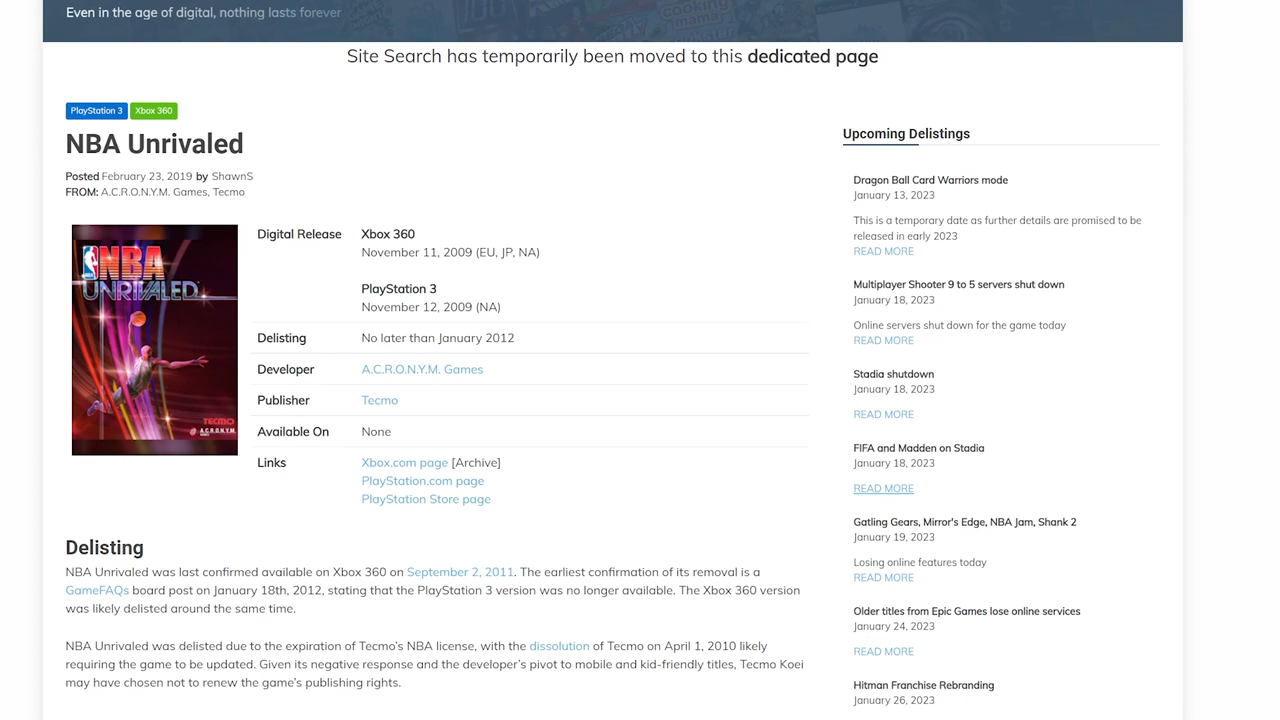 Even in the age of digital, nothing lasts forever
Site Search has temporarily been moved to this dedicated page
PlayStation 3 Xbox 360
NBA Unrivaled
Posted February 23, 2019 by ShawnS
FROM: A.C.R.O.N.Y.M. Games, Tecmo
NBA
UNRIVALED
TECMO
ACRONYM
GAMES
Digital Release Xbox 360
November 11, 2009 (EU, JP, NA)
PlayStation 3
November 12, 2009 (NA)
Delisting No later than January 2012
Developer A.C.R.O.N.Y.M. Games
Publisher Tecmo
Available On None
Links Xbox.com page [Archive]
PlayStation.com page
PlayStation Store page
Delisting
NBA Unrivaled was last confirmed available on Xbox 360 on September 2, 2011. The earliest confirmation of its removal is a
GameFAQs board post on January 18th, 2012, stating that the PlayStation 3 version was no longer available. The Xbox 360 version
was likely delisted around the same time.
NBA Unrivaled was delisted due to the expiration of Tecmo's NBA license, with the dissolution of Tecmo on April 1, 2010 likely
requiring the game to be updated. Given its negative response and the developer's pivot to mobile and kid-friendly titles, Tecmo Koei
may have chosen not to renew the game's publishing rights.
Upcoming Delistings
Dragon Ball Card Warriors mode
January 13, 2023
This is a temporary date as further details are promised to be
released in early 2023
READ MORE
Multiplayer Shooter 9 to 5 servers shut down
January 18, 2023
Online servers shut down for the game today
READ MORE
Stadia shutdown
January 18, 2023
READ MORE
FIFA and Madden on Stadia
January 18, 2023
READ MORE
Gatling Gears, Mirror's Edge, NBA Jam, Shank 2
January 19, 2023
Losing online features today
READ MORE
Older titles from Epic Games lose online services
January 24, 2023
READ MORE
Hitman Franchise Rebranding
January 26, 2023